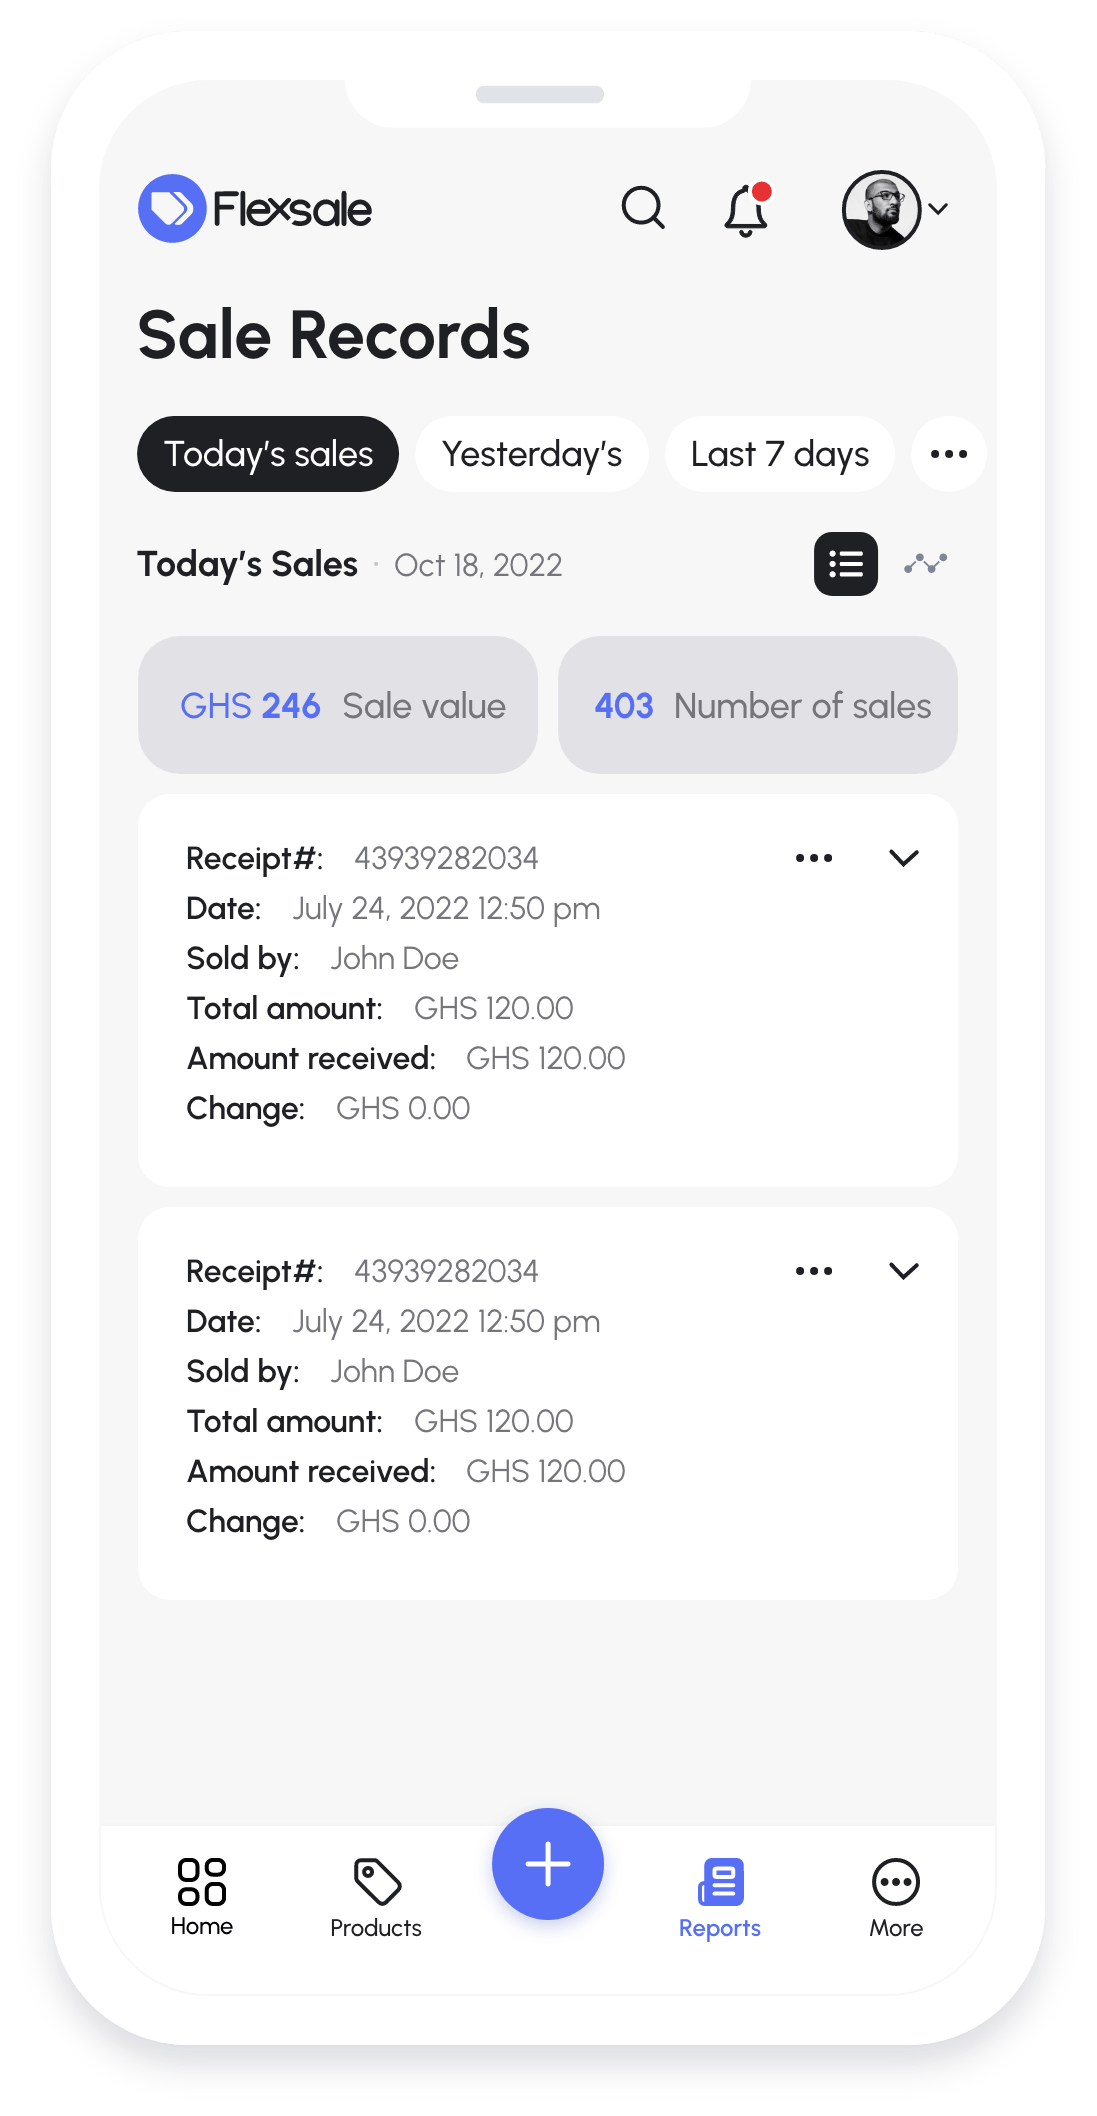 Flexsale
Sale Records
Today's sales Yesterday's Last 7 days
Today's Sales · Oct 18, 2022
GHS 246 Sale value 403 Number of sales
Receipt#: 43939282034
Date: July 24, 2022 12:50 pm
Sold by: John Doe
Total amount: GHS 120.00
Amount received: GHS 120.00
Change: GHS 0.00
Receipt#: 43939282034
Date: July 24, 2022 12:50 pm
Sold by: John Doe
Total amount: GHS 120.00
Amount received: GHS 120.00
Change: GHS 0.00
Home Products Reports More